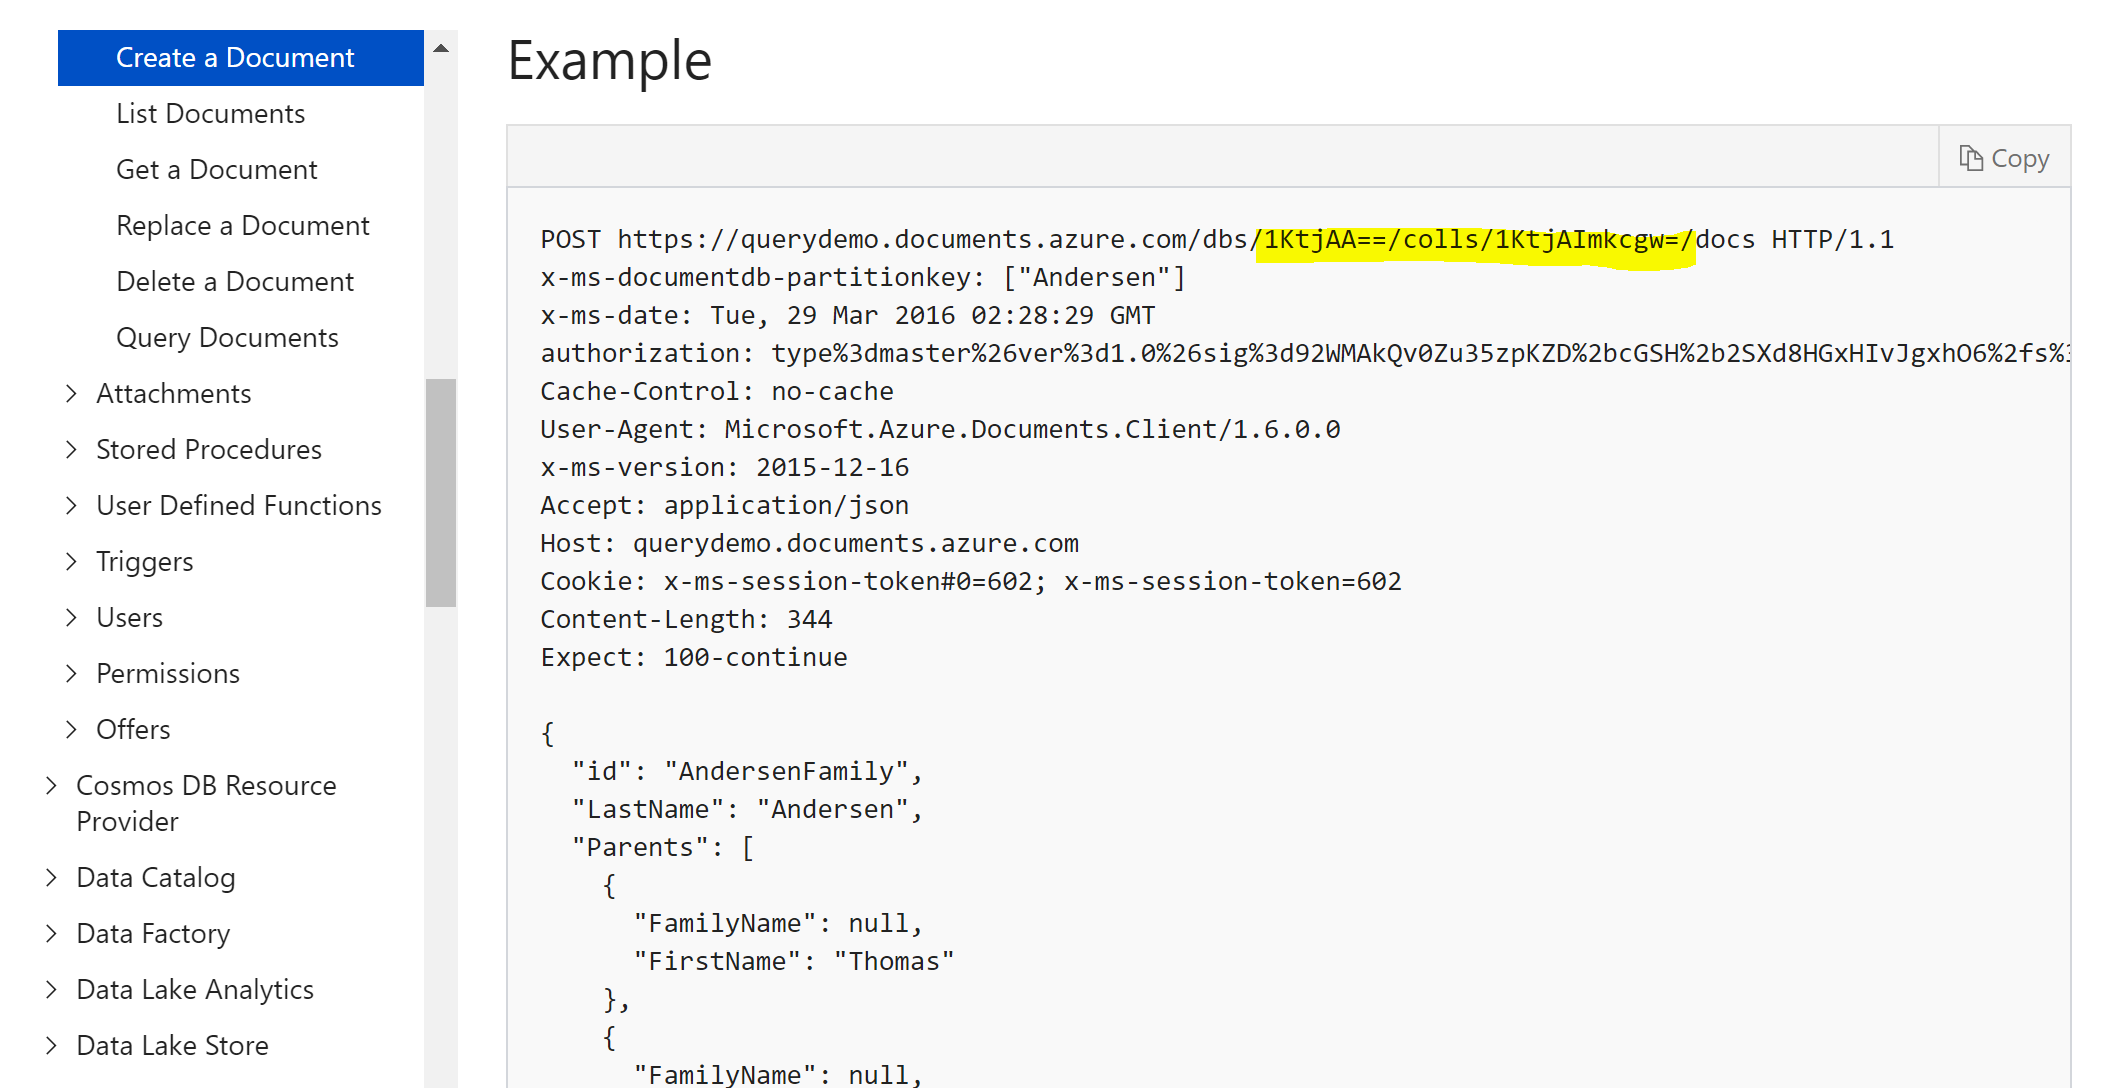 Create a Document
List Documents
Get a Document
Replace a Document
Delete a Document
Query Documents
Attachments
Stored Procedures
User Defined Functions
Triggers
Users
Permissions
Offers
Cosmos DB Resource
Provider
Data Catalog
Data Factory
Data Lake Analytics
Data Lake Store
Example
Copy
POST https://querydemo.documents.azure.com/dbs/1KtjAA==/colls/1KtjAImkcgw=/docs HTTP/1.1
x-ms-documentdb-partitionkey: ["Andersen"]
x-ms-date: Tue, 29 Mar 2016 02:28:29 GMT
authorization: type%3dmaster%26ver%3d1.0%26sig%3d92WMAkQv0Zu35zpKZD%2bcGSH%2b2SXd8HGxHIvJgxhO6%2fs%3
Cache-Control: no-cache
User-Agent: Microsoft.Azure.Documents.Client/1.6.0.0
x-ms-version: 2015-12-16
Accept: application/json
Host: querydemo.documents.azure.com
Cookie: x-ms-session-token#0=602; x-ms-session-token=602
Content-Length: 344
Expect: 100-continue
{
"id": "AndersenFamily",
"LastName": "Andersen",
"Parents": [
{
"FamilyName": null,
"FirstName": "Thomas"
},
{
"FamilyName": null,